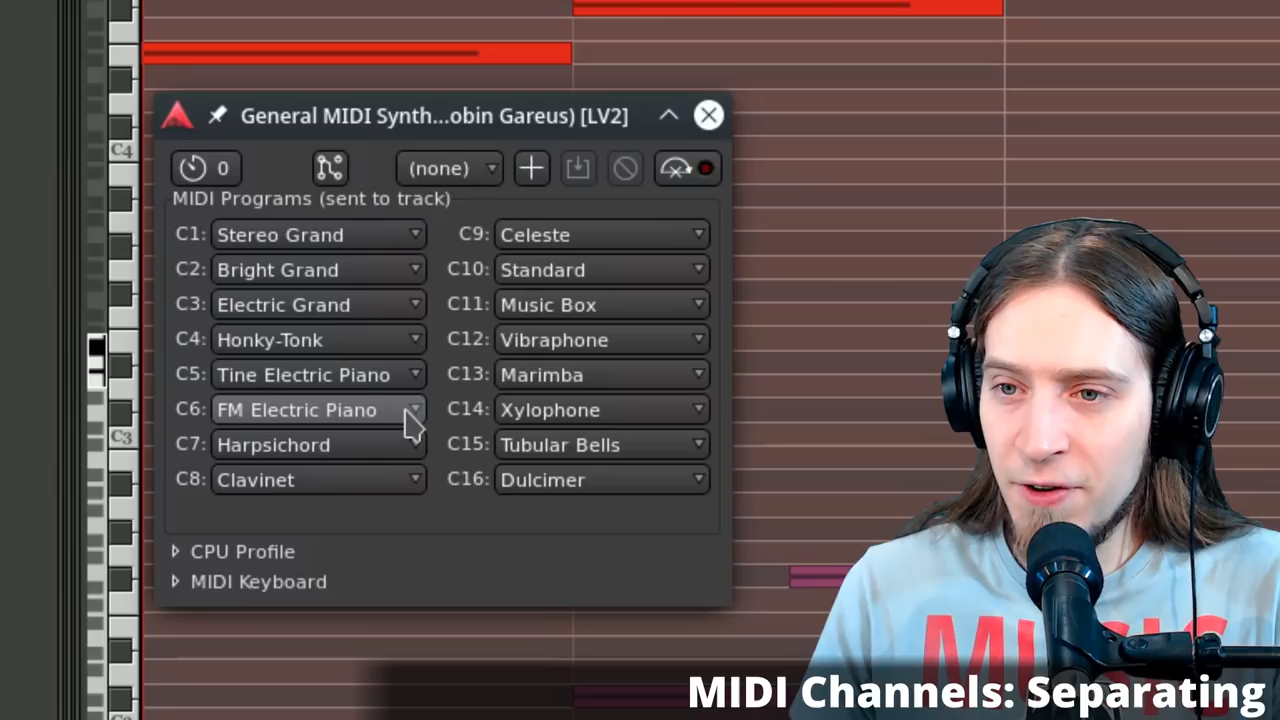 General MIDI Synth...obin Gareus) [LV2]
0
(none)
MIDI Programs (sent to track)
C1: Stereo Grand
C9: Celeste
C2: Bright Grand
C10: Standard
C3: Electric Grand
C11: Music Box
C4: Honky-Tonk
C12: Vibraphone
C5: Tine Electric Piano
C13: Marimba
C6: FM Electric Piano
C14: Xylophone
C7: Harpsichord
C15: Tubular Bells
C8: Clavinet
C16: Dulcimer
CPU Profile
MIDI Keyboard
C4
C3
MIDI Channels: Separating